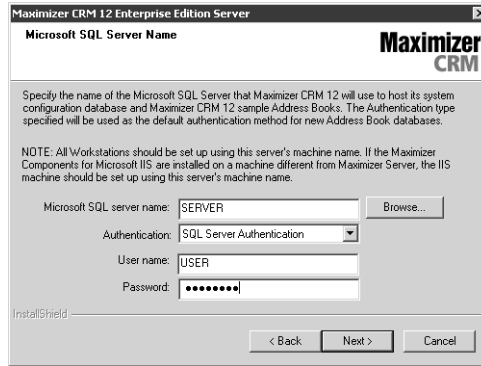 Maximizer CRM 12 Enterprise Edition Server
Microsoft SQL Server Name
Maximizer
CRM
Specify the name of the Microsoft SQL Server that Maximizer CRM 12 will use to host its system
configuration database and Maximizer CRM 12 sample Address Books. The Authentication type
specified will be used as the default authentication method for new Address Book databases.
NOTE: All Workstations should be set up using this server's machine name. If the Maximizer
Components for Microsoft IIS are installed on a machine different from Maximizer Server, the IIS
machine should be set up using this server's machine name.
Microsoft SQL server name: SERVER Browse...
Authentication: SQL Server Authentication
User name: USER
Password: ••••••••
InstallShield
< Back Next > Cancel